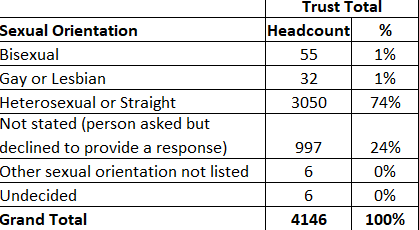 Trust Total
Sexual Orientation Headcount %
Bisexual 55 1%
Gay or Lesbian 32 1%
Heterosexual or Straight 3050 74%
Not stated (person asked but
declined to provide a response) 997 24%
Other sexual orientation not listed 6 0%
Undecided 6 0%
Grand Total 4146 100%